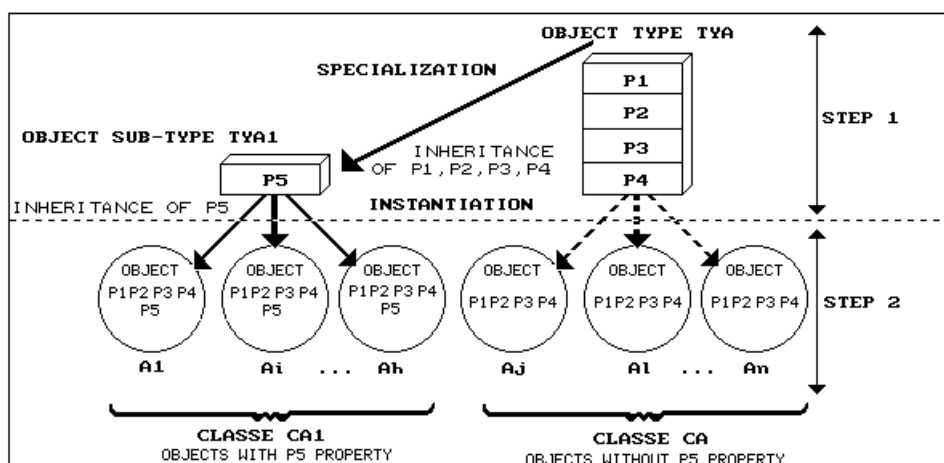 OBJECT TYPE TYA
SPECIALIZATION
P1
P2
P3
P4
STEP 1
OBJECT SUB-TYPE TYA1
INHERITANCE
OF P1,P2,P3,P4
P5
INHERITANCE OF P5
INSTANTIATION
OBJECT
P1P2 P3 P4
P5
OBJECT
P1P2 P3 P4
P5
OBJECT
P1P2 P3 P4
P5
OBJECT
P1P2 P3 P4
OBJECT
P1P2 P3 P4
OBJECT
P1P2 P3 P4
STEP 2
A1 Ai ... Ah Aj Al ... An
CLASSE CA1
OBJECTS WITH P5 PROPERTY
CLASSE CA
OBJECTS WITHOUT P5 PROPERTY